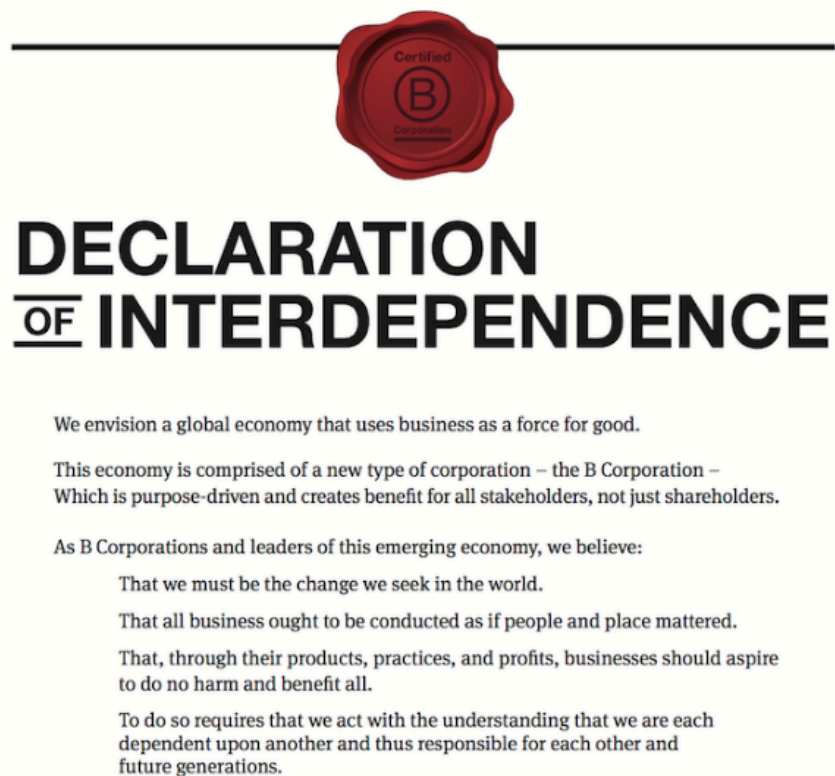 Certified
B
Corporation
DECLARATION
OF INTERDEPENDENCE
We envision a global economy that uses business as a force for good.
This economy is comprised of a new type of corporation – the B Corporation –
Which is purpose-driven and creates benefit for all stakeholders, not just shareholders.
As B Corporations and leaders of this emerging economy, we believe:
That we must be the change we seek in the world.
That all business ought to be conducted as if people and place mattered.
That, through their products, practices, and profits, businesses should aspire
to do no harm and benefit all.
To do so requires that we act with the understanding that we are each
dependent upon another and thus responsible for each other and
future generations.